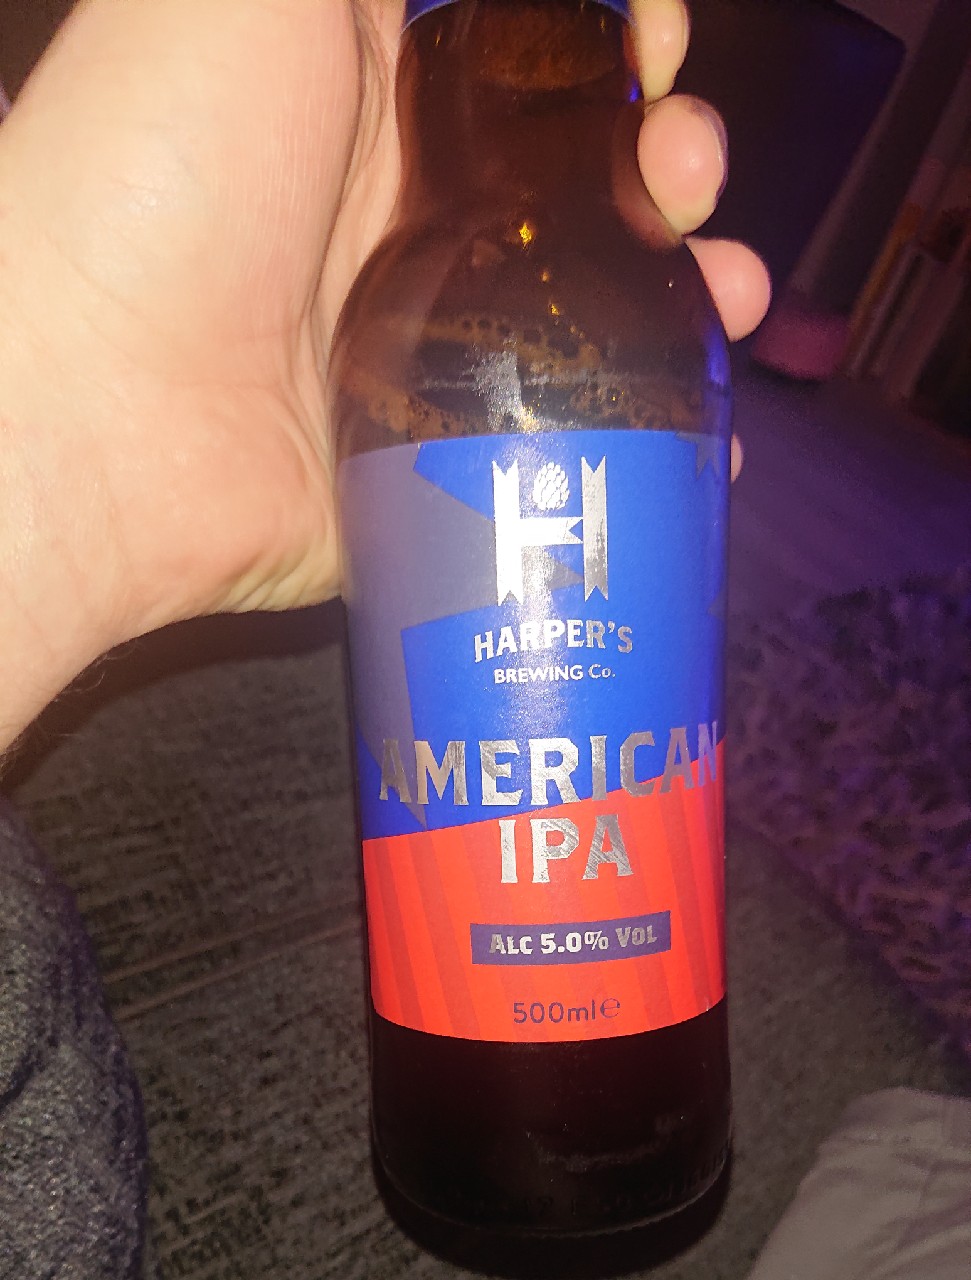 H
HARPER'S
BREWING Co.
AMERICAN
IPA
ALC 5.0% VOL
500ml℮